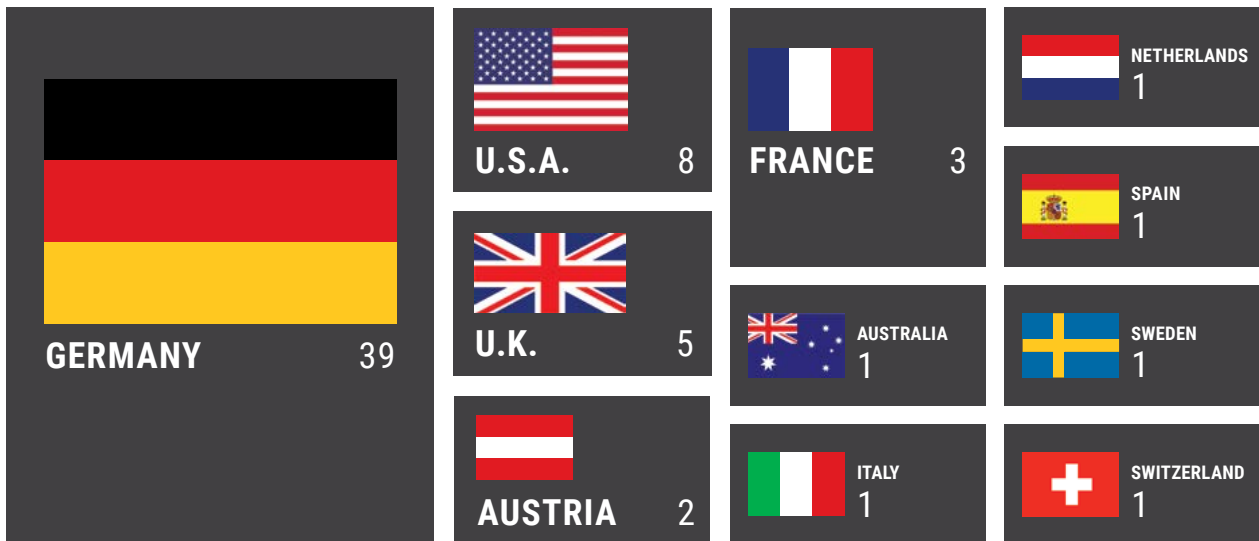 GERMANY 39
U.S.A. 8
U.K. 5
AUSTRIA 2
FRANCE 3
AUSTRALIA
1
ITALY
1
NETHERLANDS
1
SPAIN
1
SWEDEN
1
SWITZERLAND
1